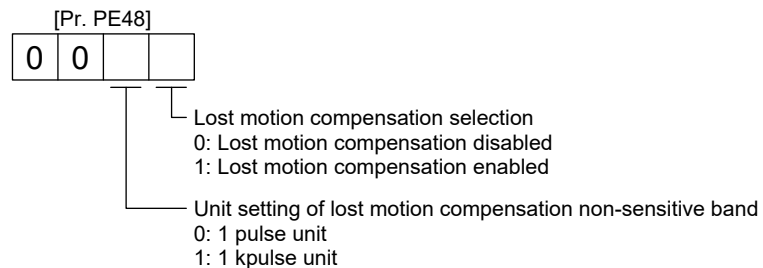 [Pr. PE48]
0 0
Lost motion compensation selection
0: Lost motion compensation disabled
1: Lost motion compensation enabled
Unit setting of lost motion compensation non-sensitive band
0: 1 pulse unit
1: 1 kpulse unit